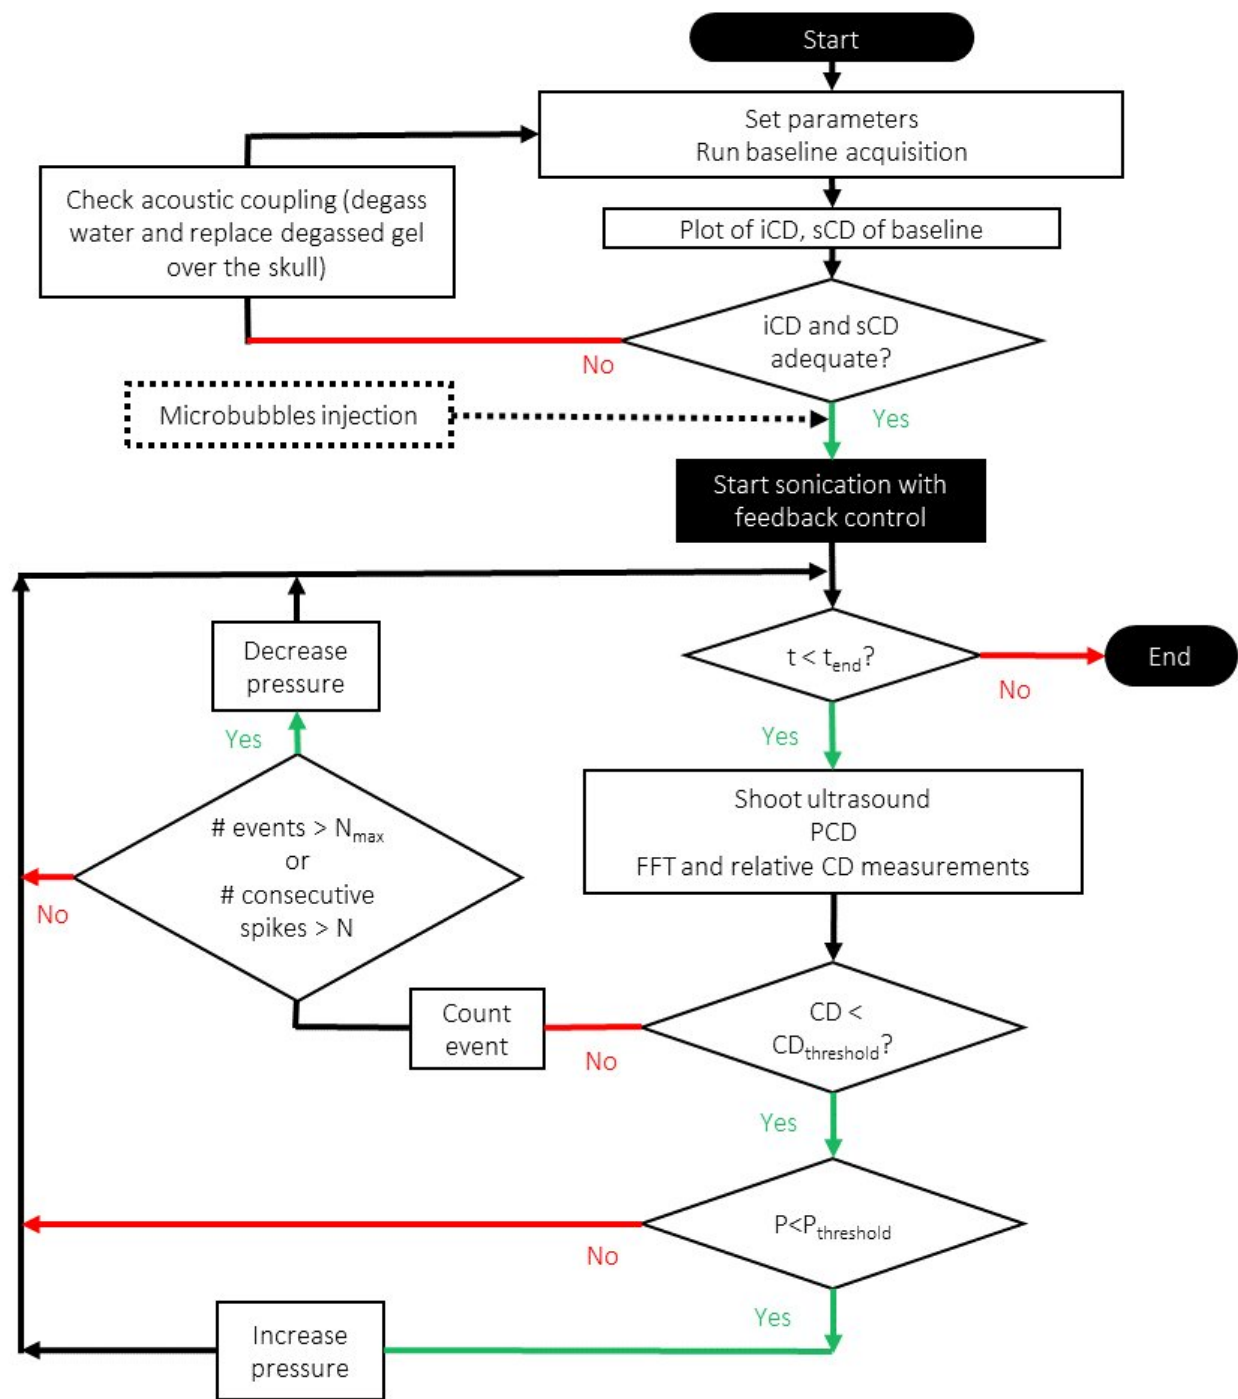 Start
Set parameters
Run baseline acquisition
Check acoustic coupling (degass
water and replace degassed gel
over the skull)
Plot of iCD, sCD of baseline
iCD and sCD
adequate?
No
Microbubbles injection
Yes
Start sonication with
feedback control
Decrease
pressure
t < tend?
End
No
Yes
Yes
Shoot ultrasound
PCD
FFT and relative CD measurements
# events > Nmax
or
# consecutive
spikes > N
No
Count
event
CD <
CDthreshold?
No
Yes
P<Pthreshold
No
Yes
Increase
pressure